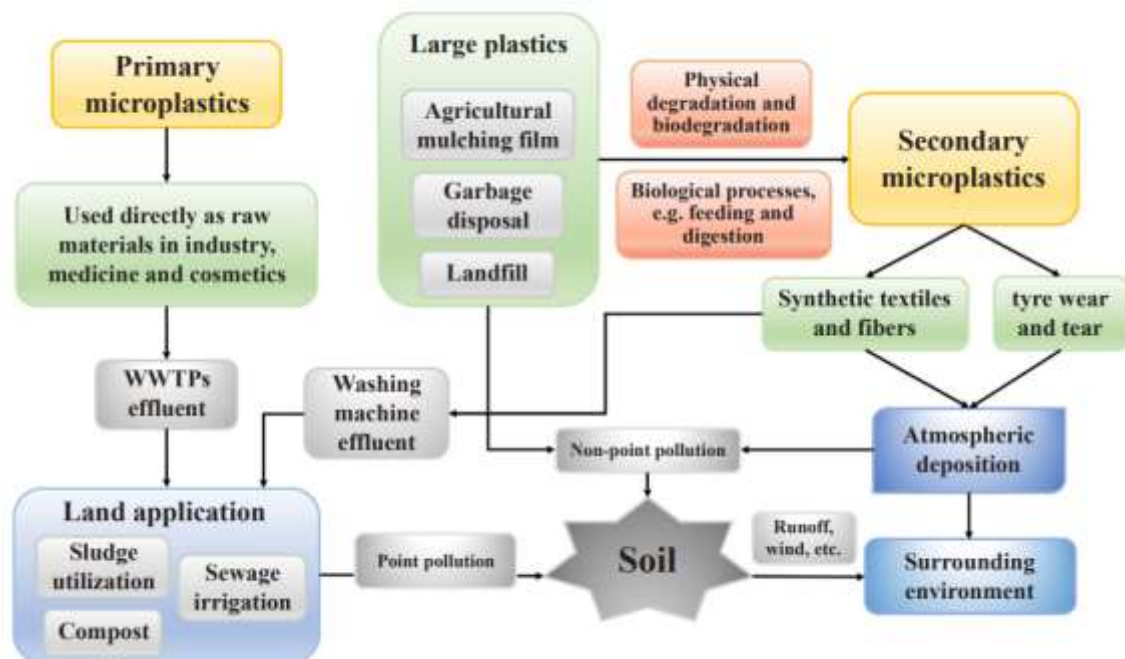 Primary
microplastics
Used directly as raw
materials in industry,
medicine and cosmetics
WWTPs
effluent
Large plastics
Agricultural
mulching film
Garbage
disposal
Landfill
Physical
degradation and
biodegradation
Biological processes,
e.g. feeding and
digestion
Secondary
microplastics
Synthetic textiles
and fibers
tyre wear
and tear
Washing
machine
effluent
Non-point pollution
Atmospheric
deposition
Land application
Sludge
utilization
Sewage
irrigation
Compost
Point pollution
Soil
Runoff,
wind, etc.
Surrounding
environment